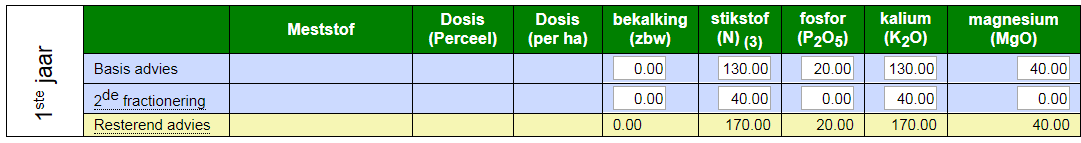 1ste jaar
Meststof Dosis (Perceel) Dosis (per ha) bekalking (zbw) stikstof (N) (3) fosfor (P2O5) kalium (K2O) magnesium (MgO)
Basis advies 0.00 130.00 20.00 130.00 40.00
2de fractionering 0.00 40.00 0.00 40.00 0.00
Resterend advies 0.00 170.00 20.00 170.00 40.00